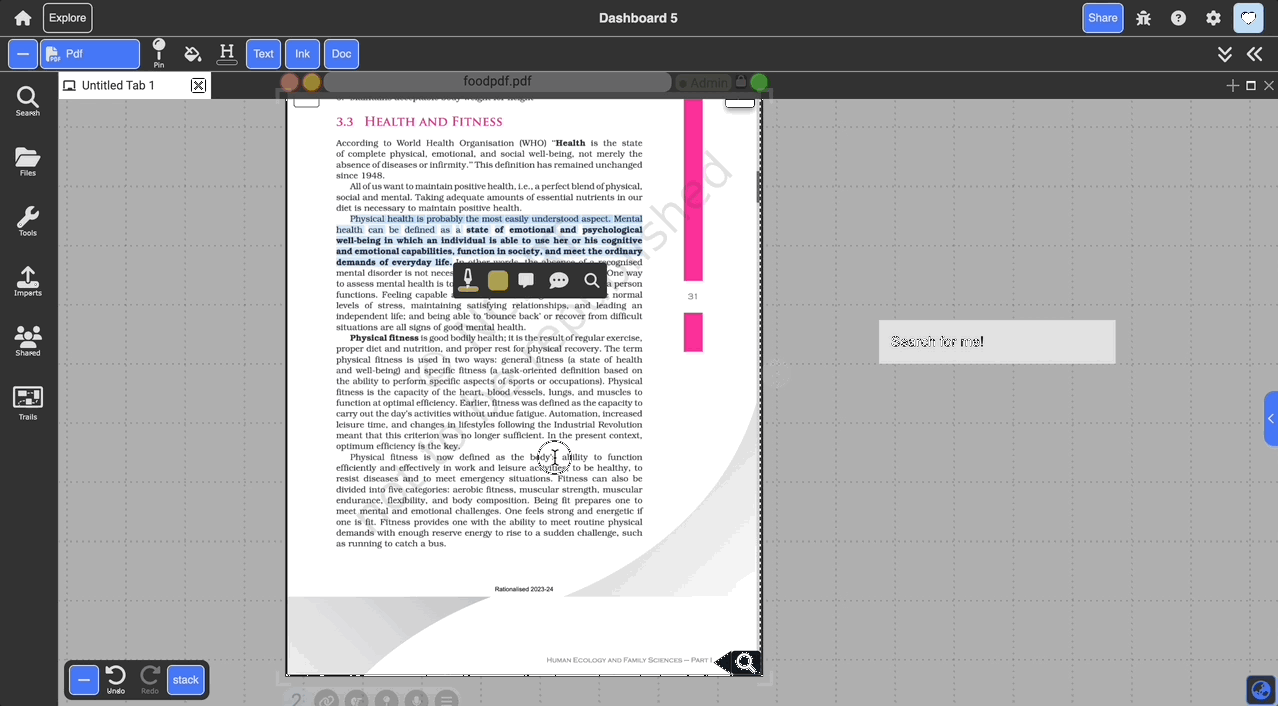 Explore
Dashboard 5
Share
Pdf
Pin
H
Text
Ink
Doc
Untitled Tab 1
foodpdf.pdf
Admin
Search
Files
Tools
Imports
Shared
Trails
3.3 HEALTH AND FITNESS
According to World Health Organisation (WHO) "Health is the state
of complete physical, emotional, and social well-being, not merely the
absence of diseases or infirmity." This definition has remained unchanged
since 1948.
All of us want to maintain positive health, i.e., a perfect blend of physical,
social and mental. Taking adequate amounts of essential nutrients in our
diet is necessary to maintain positive health.
Physical health is probably the most easily understood aspect. Mental
health can be defined as a state of emotional and psychological
well-being in which an individual is able to use her or his cognitive
and emotional capabilities, function in society, and meet the ordinary
demands of everyday life. In other words, the absence of a recognised
mental disorder is not neces One way
to assess mental health is to a person
functions. Feeling capable normal
levels of stress, maintaining satisfying relationships, and leading an
independent life; and being able to 'bounce back' or recover from difficult
situations are all signs of good mental health.
Physical fitness is good bodily health; it is the result of regular exercise,
proper diet and nutrition, and proper rest for physical recovery. The term
physical fitness is used in two ways: general fitness (a state of health
and well-being) and specific fitness (a task-oriented definition based on
the ability to perform specific aspects of sports or occupations). Physical
fitness is the capacity of the heart, blood vessels, lungs, and muscles to
function at optimal efficiency. Earlier, fitness was defined as the capacity to
carry out the day's activities without undue fatigue. Automation, increased
leisure time, and changes in lifestyles following the Industrial Revolution
meant that this criterion was no longer sufficient. In the present context,
optimum efficiency is the key.
Physical fitness is now defined as the body's ability to function
efficiently and effectively in work and leisure activities, to be healthy, to
resist diseases and to meet emergency situations. Fitness can also be
divided into five categories: aerobic fitness, muscular strength, muscular
endurance, flexibility, and body composition. Being fit prepares one to
meet mental and emotional challenges. One feels strong and energetic if
one is fit. Fitness provides one with the ability to meet routine physical
demands with enough reserve energy to rise to a sudden challenge, such
as running to catch a bus.
31
Rationalised 2023-24
HUMAN ECOLOGY AND FAMILY SCIENCES – PART I
Search for me!
Undo
Redo
stack
2